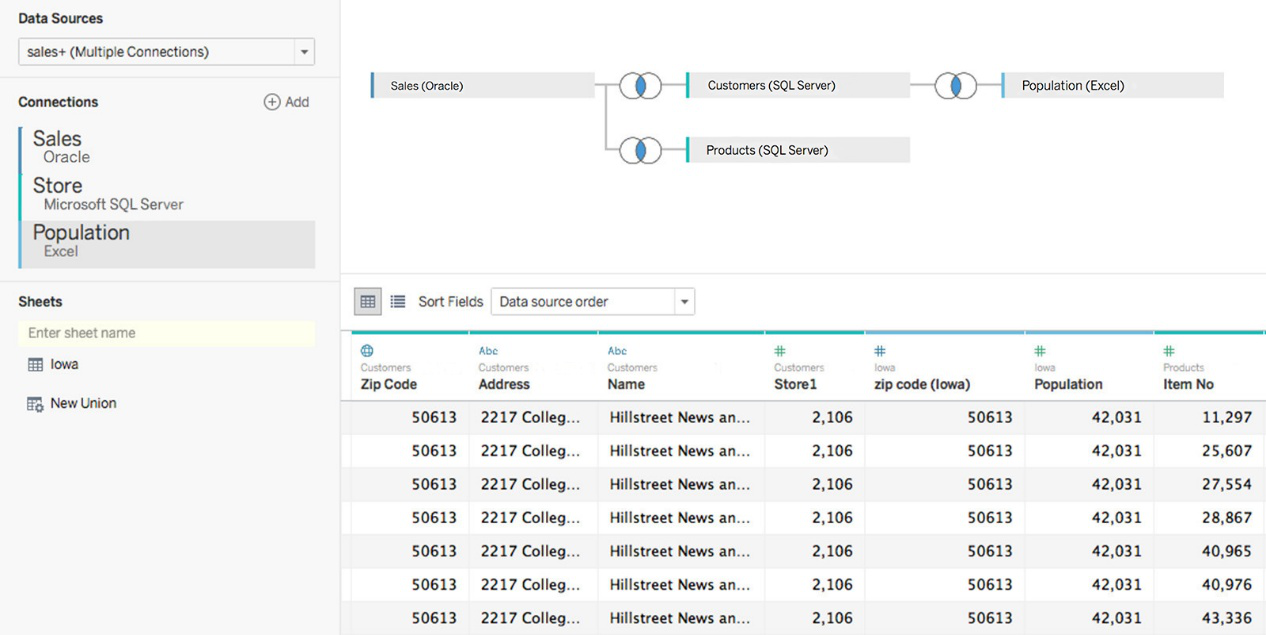 Data Sources
sales+ (Multiple Connections)
Connections
Add
Sales
Oracle
Store
Microsoft SQL Server
Population
Excel
Sheets
Enter sheet name
Iowa
New Union
Sales (Oracle)
Customers (SQL Server)
Population (Excel)
Products (SQL Server)
Sort Fields Data source order
Abc Abc # # # #
Customers Customers Customers Customers Iowa Iowa Products
Zip Code Address Name Store1 zip code (Iowa) Population Item No
50613 2217 Colleg... Hillstreet News an... 2,106 50613 42,031 11,297
50613 2217 Colleg... Hillstreet News an... 2,106 50613 42,031 25,607
50613 2217 Colleg... Hillstreet News an... 2,106 50613 42,031 27,554
50613 2217 Colleg... Hillstreet News an... 2,106 50613 42,031 28,867
50613 2217 Colleg... Hillstreet News an... 2,106 50613 42,031 40,965
50613 2217 Colleg... Hillstreet News an... 2,106 50613 42,031 40,976
50613 2217 Colleg... Hillstreet News an... 2,106 50613 42,031 43,336